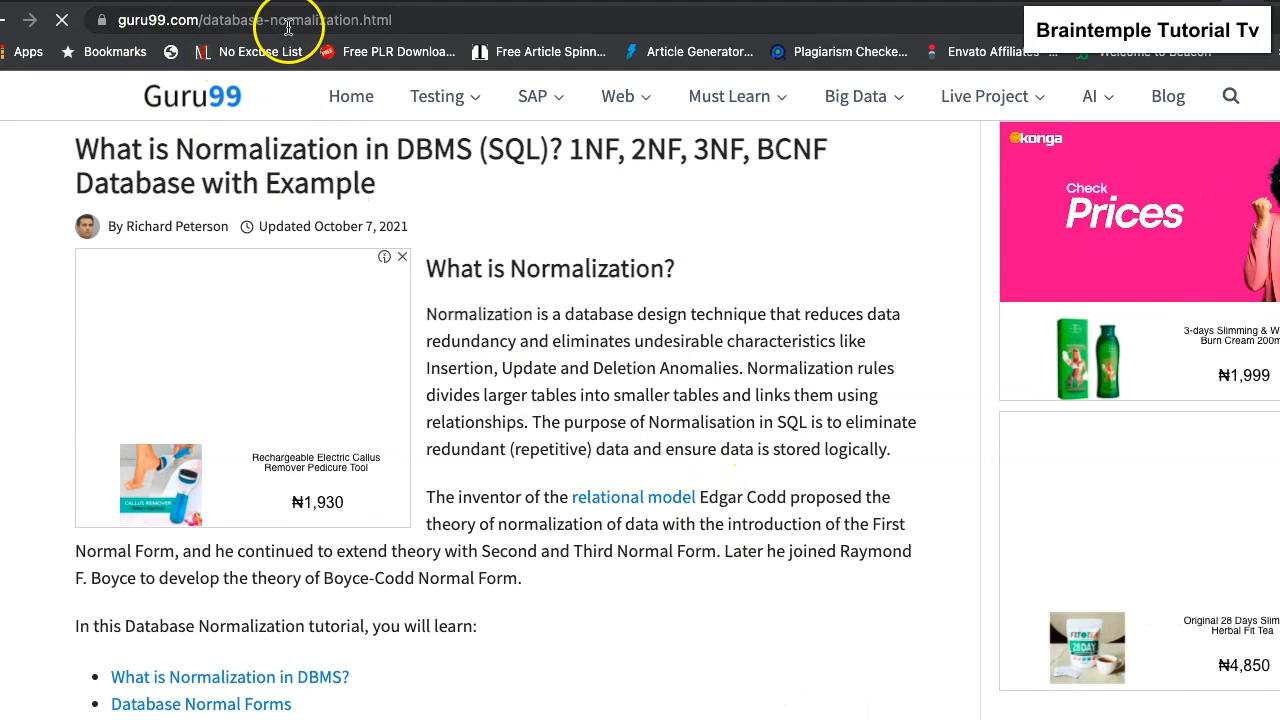 guru99.com/database-normalization.html
Braintemple Tutorial Tv
Apps
Bookmarks
No Excuse List
Free PLR Downloa...
Free Article Spinn...
Article Generator...
Plagiarism Checke...
Envato Affiliates
Welcome to Beacon
Guru99
Home
Testing
SAP
Web
Must Learn
Big Data
Live Project
AI
Blog
What is Normalization in DBMS (SQL)? 1NF, 2NF, 3NF, BCNF
Database with Example
By Richard Peterson
Updated October 7, 2021
What is Normalization?
Normalization is a database design technique that reduces data
redundancy and eliminates undesirable characteristics like
Insertion, Update and Deletion Anomalies. Normalization rules
divides larger tables into smaller tables and links them using
relationships. The purpose of Normalisation in SQL is to eliminate
redundant (repetitive) data and ensure data is stored logically.
Rechargeable Electric Callus
Remover Pedicure Tool
₦1,930
The inventor of the relational model Edgar Codd proposed the
theory of normalization of data with the introduction of the First
Normal Form, and he continued to extend theory with Second and Third Normal Form. Later he joined Raymond
F. Boyce to develop the theory of Boyce-Codd Normal Form.
In this Database Normalization tutorial, you will learn:
What is Normalization in DBMS?
Database Normal Forms
konga
Check
Prices
3-days Slimming & W
Burn Cream 200m
₦1,999
Original 28 Days Slim
Herbal Fit Tea
₦4,850